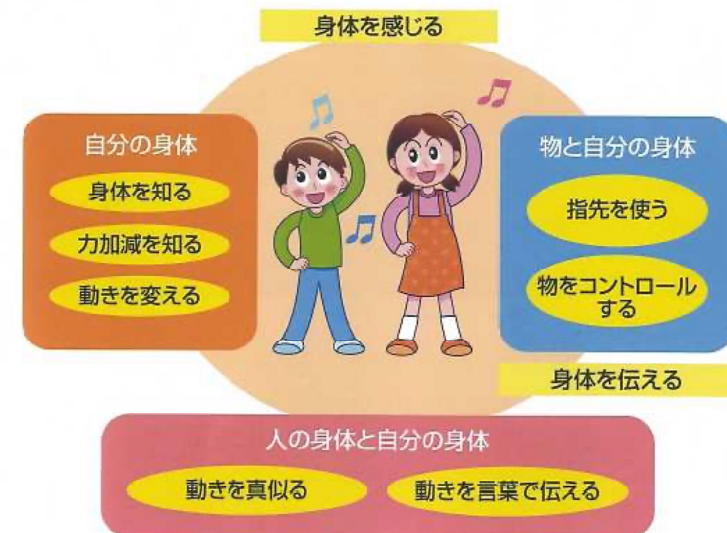 身体を感じる
自分の身体
身体を知る
力加減を知る
動きを変える
物と自分の身体
指先を使う
物をコントロール
する
身体を伝える
人の身体と自分の身体
動きを真似る
動きを言葉で伝える